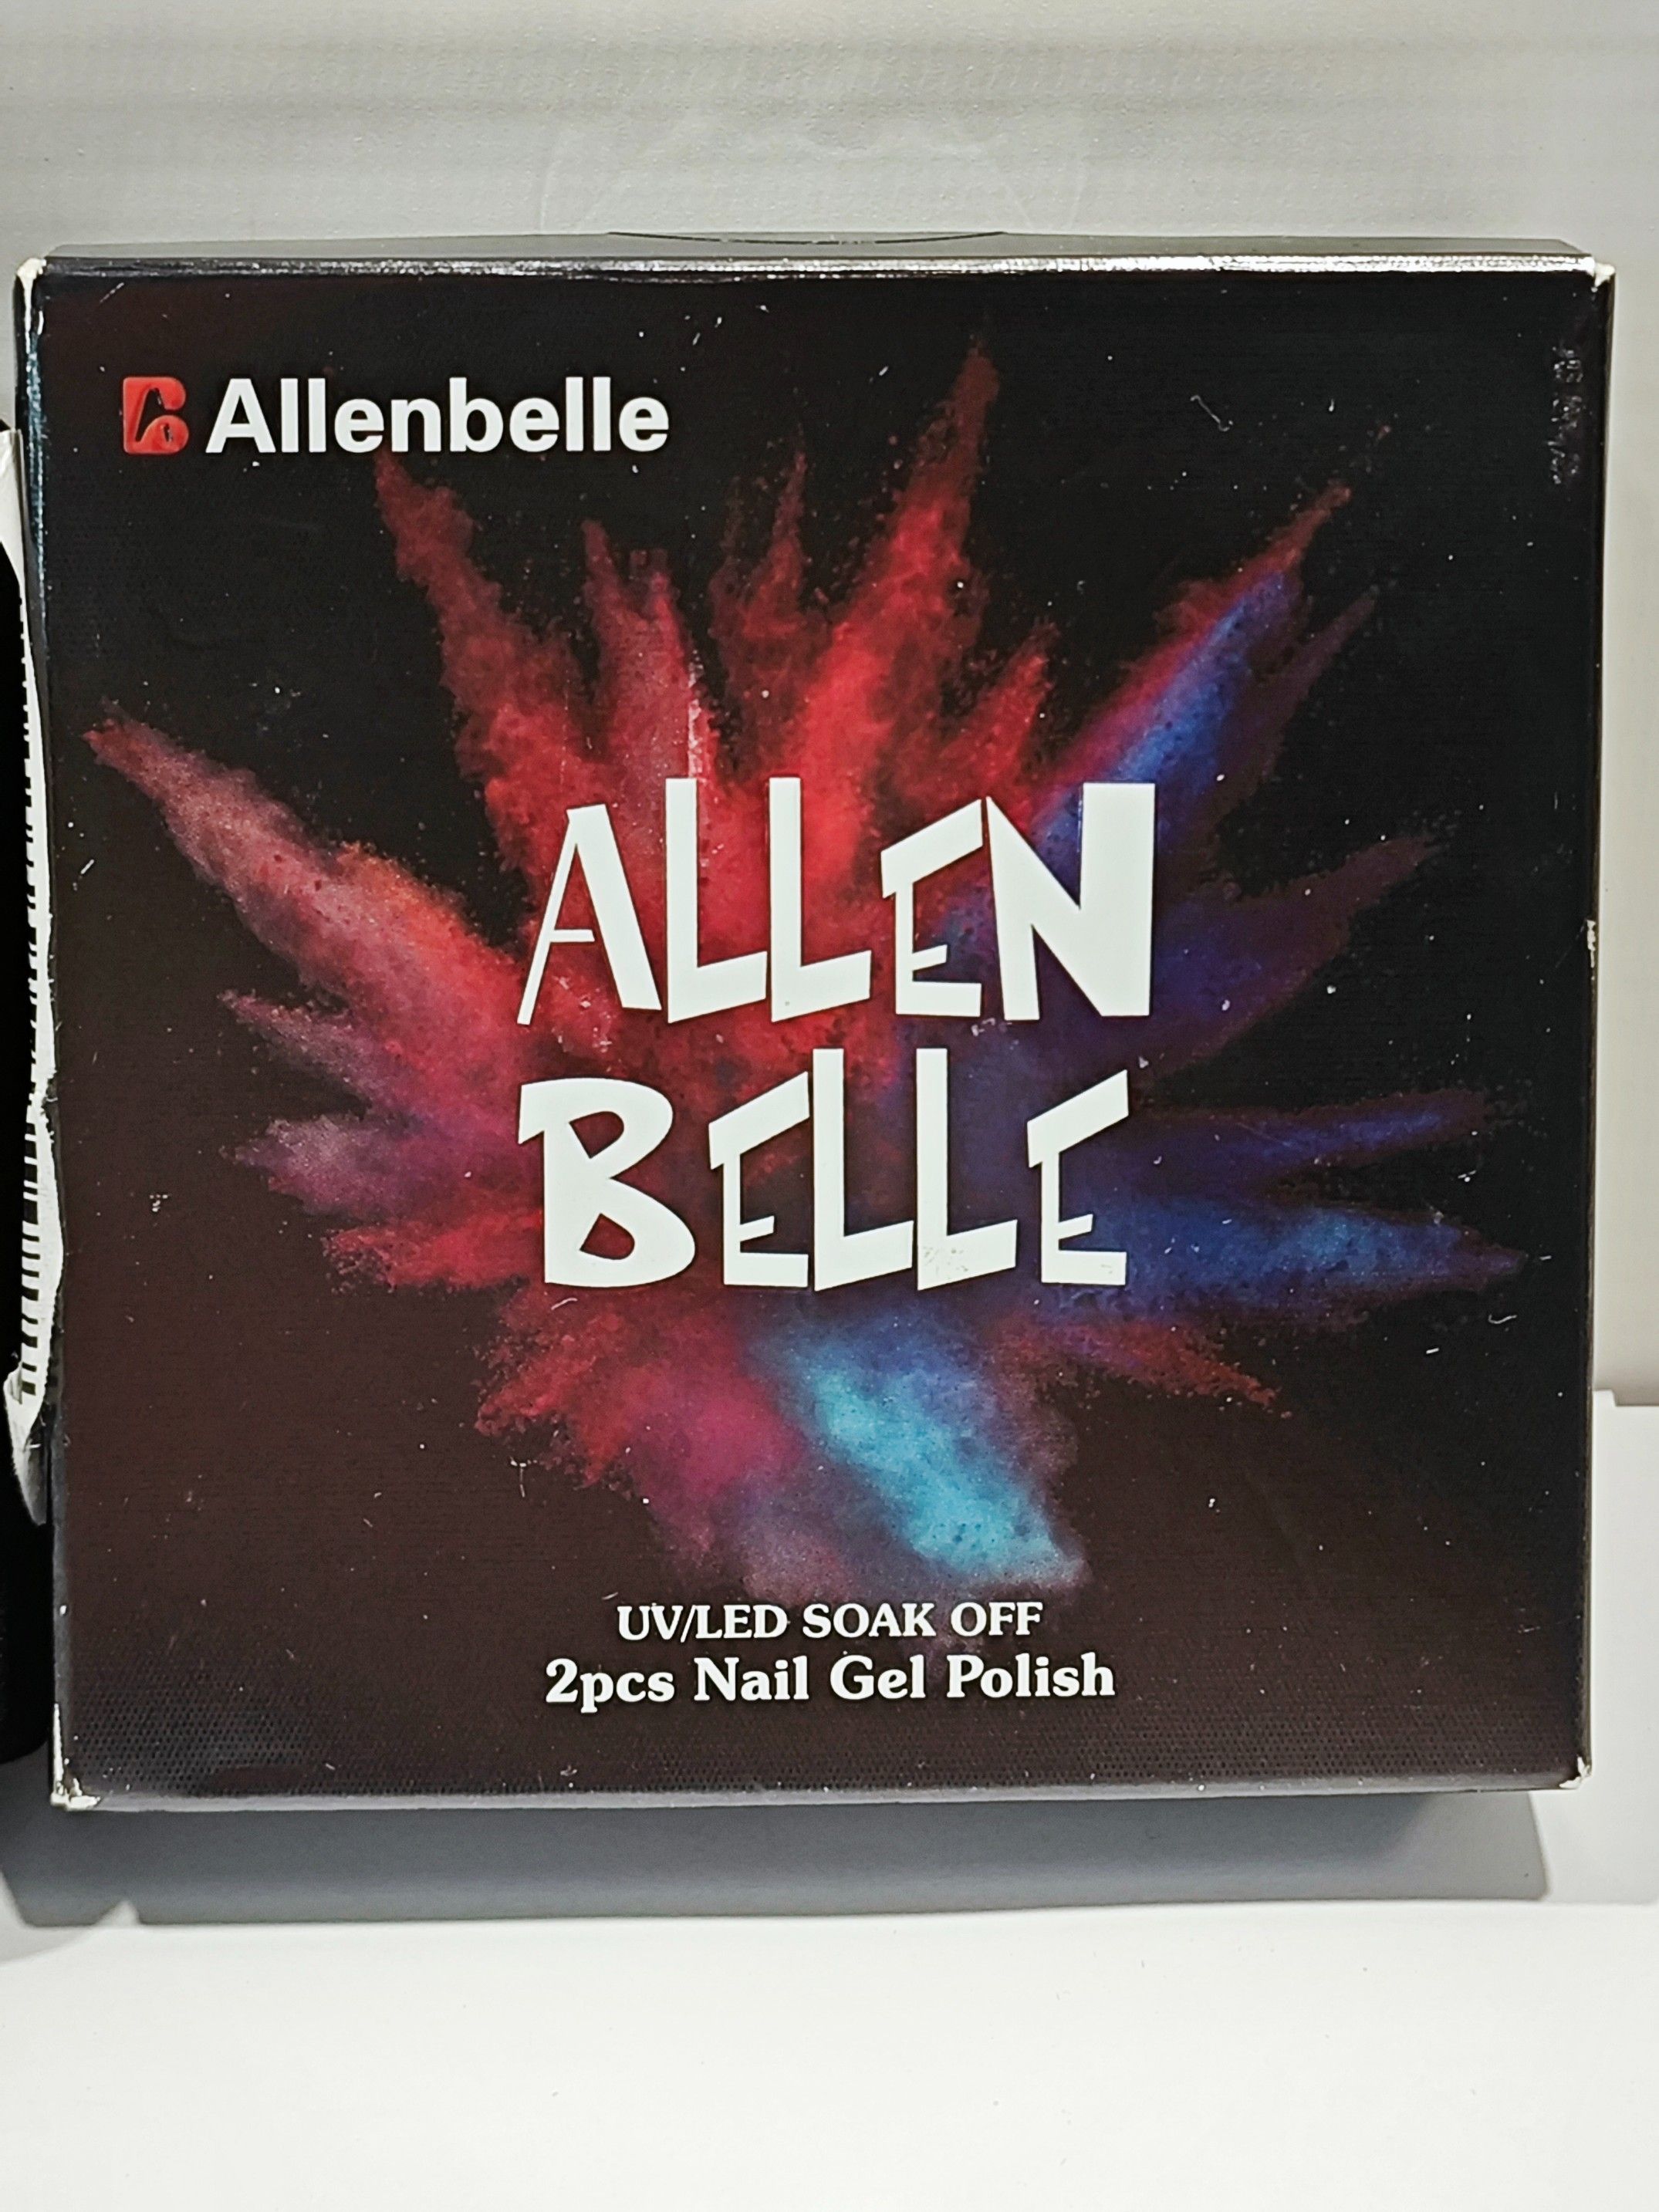 Allenbelle
ALLEN
BELLE
UV/LED SOAK OFF
2pcs Nail Gel Polish